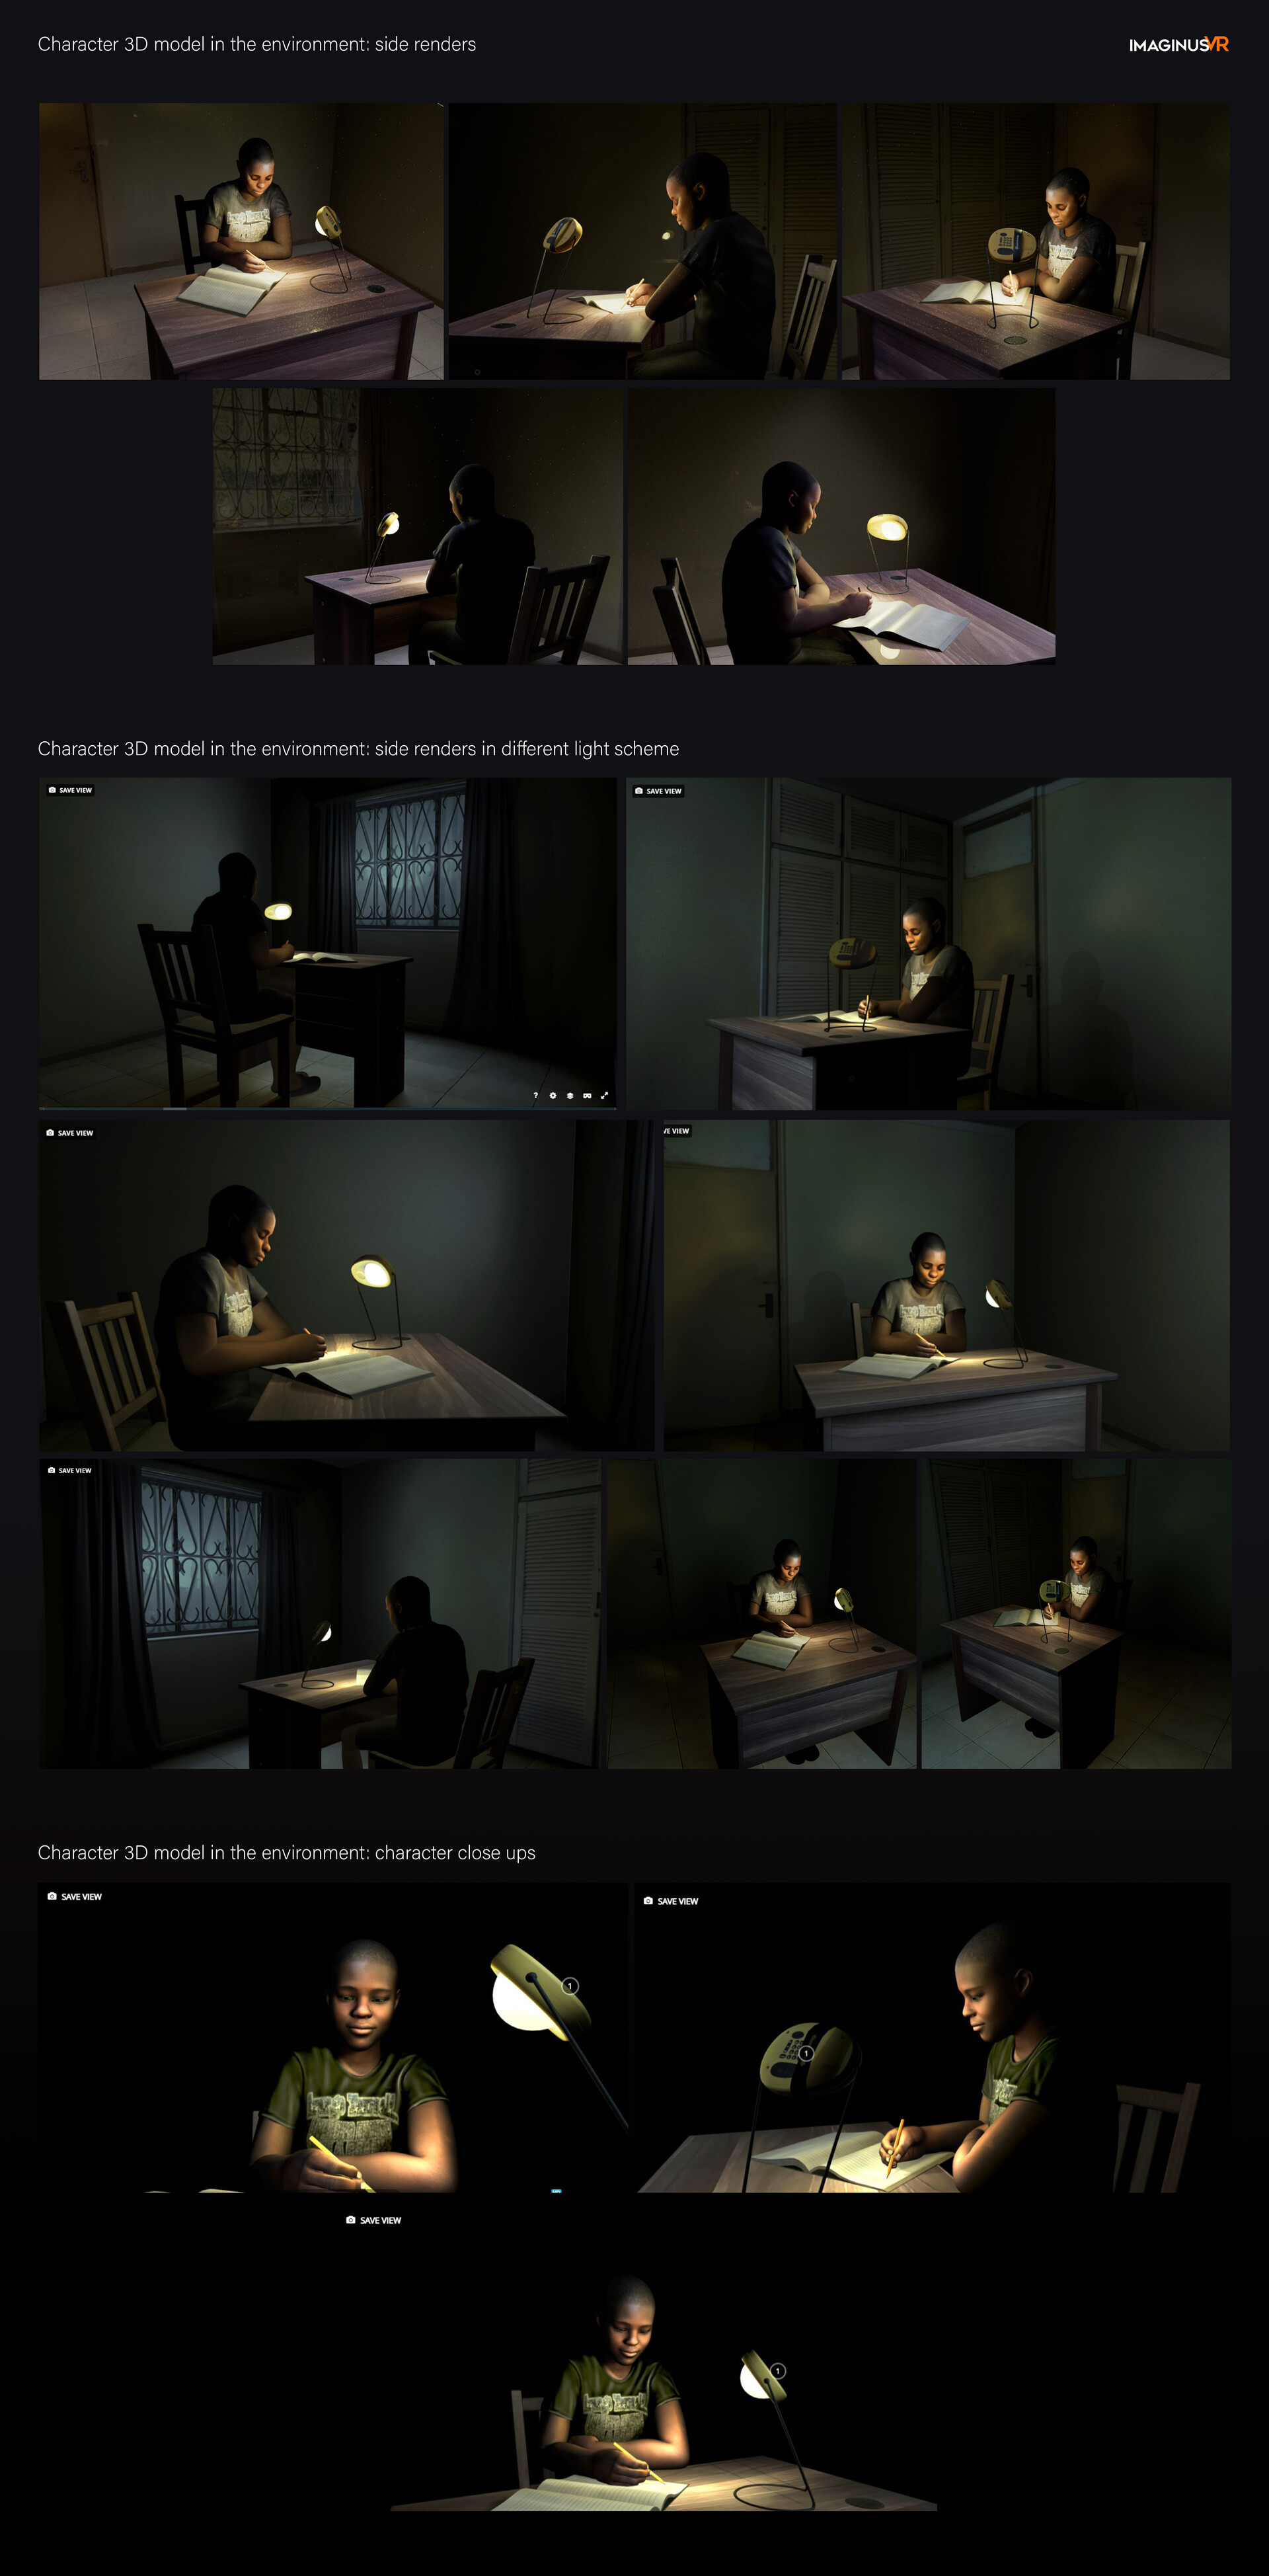 Character 3D model in the environment: side renders
IMAGINUSVR
Character 3D model in the environment: side renders in different light scheme
SAVE VIEW
SAVE VIEW
SAVE VIEW
VE VIEW
SAVE VIEW
Character 3D model in the environment: character close ups
SAVE VIEW
SAVE VIEW
1
1
SAVE VIEW
1